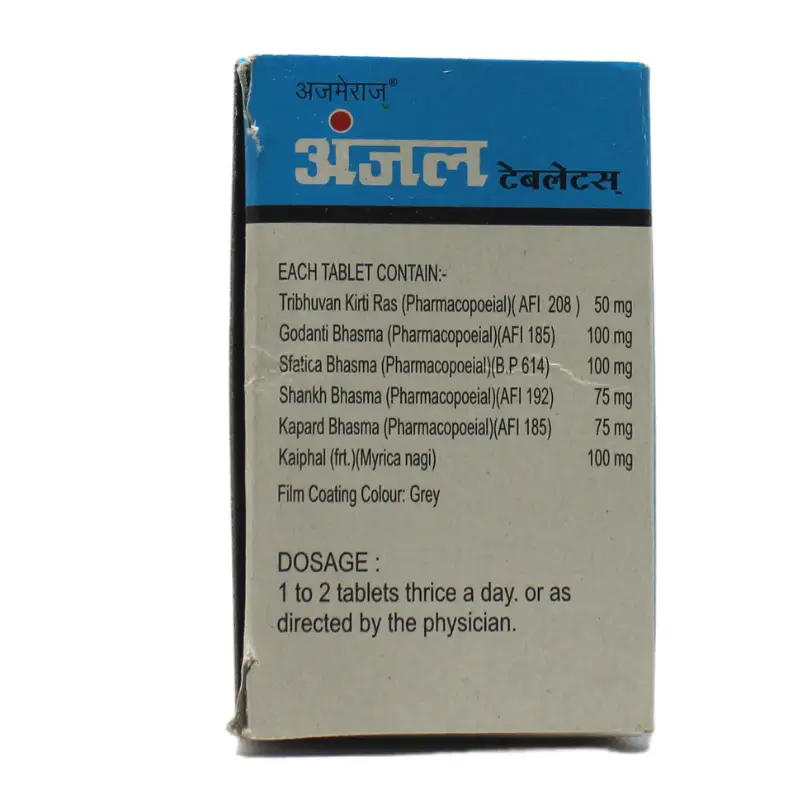 अजमेराज®
अंजल टेबलेटस्
EACH TABLET CONTAIN:-
Tribhuvan Kirti Ras (Pharmacopoeial)( AFI 208 ) 50 mg
Godanti Bhasma (Pharmacopoeial)(AFI 185) 100 mg
Sfatica Bhasma (Pharmacopoeial)(B.P 614) 100 mg
Shankh Bhasma (Pharmacopoeial)(AFI 192) 75 mg
Kapard Bhasma (Pharmacopoeial)(AFI 185) 75 mg
Kaiphal (frt.)(Myrica nagi) 100 mg
Film Coating Colour: Grey
DOSAGE :
1 to 2 tablets thrice a day. or as
directed by the physician.